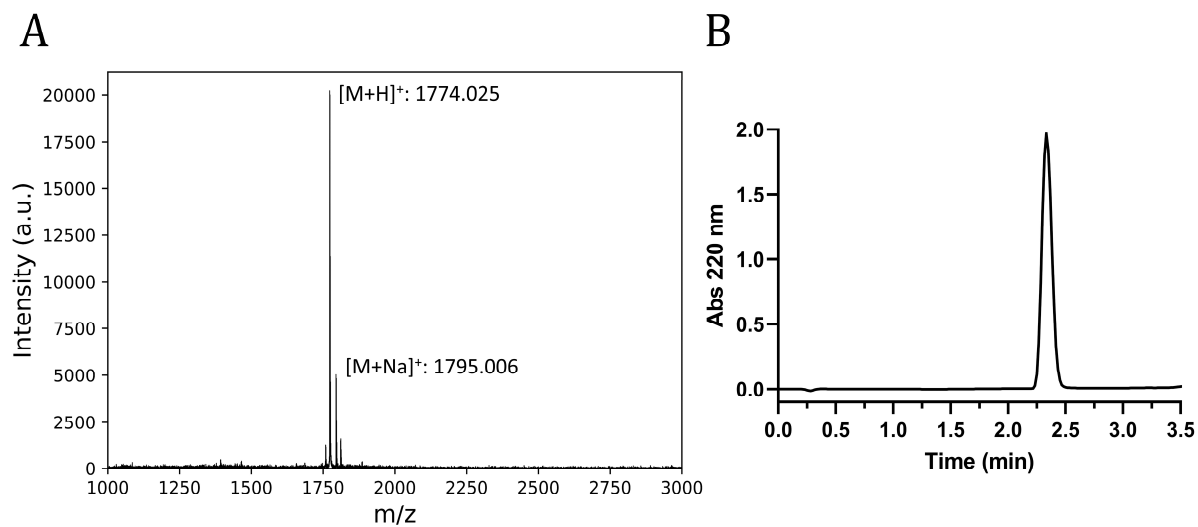 A
B
[M+H]⁺: 1774.025
[M+Na]⁺: 1795.006
Intensity (a.u.)
20000
17500
15000
12500
10000
7500
5000
2500
0
1000 1250 1500 1750 2000 2250 2500 2750 3000
m/z
Abs 220 nm
2.0
1.5
1.0
0.5
0.0
0.0 0.5 1.0 1.5 2.0 2.5 3.0 3.5
Time (min)